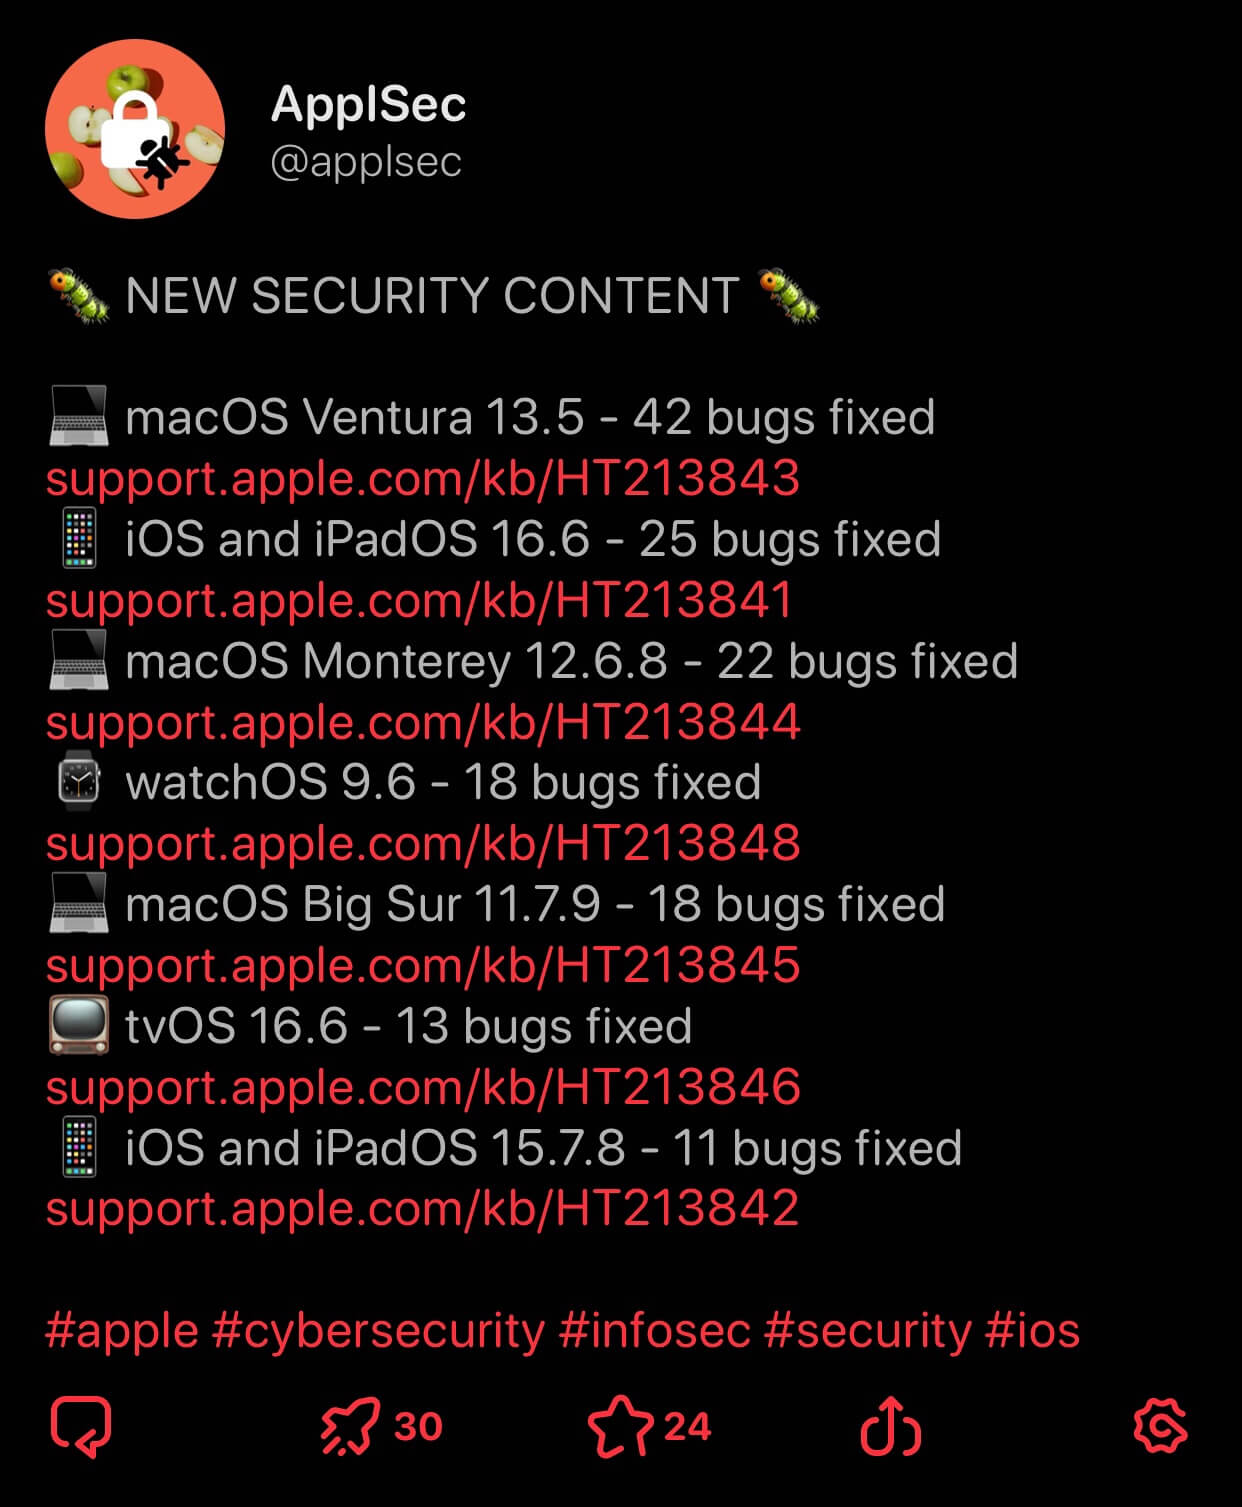 ApplSec
@applsec
🐛 NEW SECURITY CONTENT 🐛
💻 macOS Ventura 13.5 - 42 bugs fixed
support.apple.com/kb/HT213843
📱 iOS and iPadOS 16.6 - 25 bugs fixed
support.apple.com/kb/HT213841
💻 macOS Monterey 12.6.8 - 22 bugs fixed
support.apple.com/kb/HT213844
⌚ watchOS 9.6 - 18 bugs fixed
support.apple.com/kb/HT213848
💻 macOS Big Sur 11.7.9 - 18 bugs fixed
support.apple.com/kb/HT213845
📺 tvOS 16.6 - 13 bugs fixed
support.apple.com/kb/HT213846
📱 iOS and iPadOS 15.7.8 - 11 bugs fixed
support.apple.com/kb/HT213842
#apple #cybersecurity #infosec #security #ios
30 24